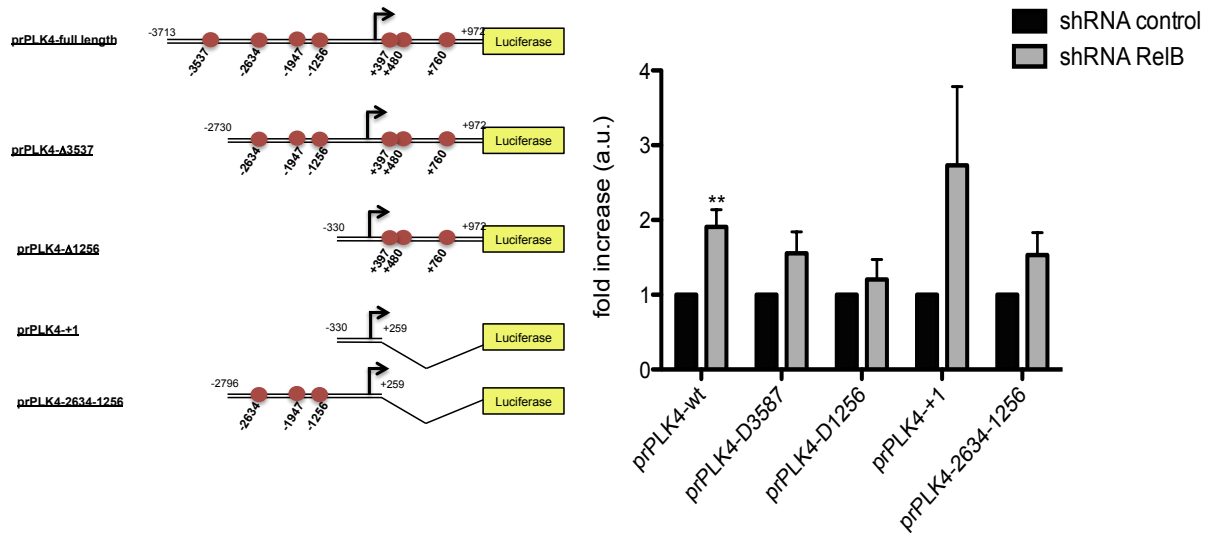 prPLK4-full length
-3713
+972
Luciferase
-3537
-2634
-1947
-1256
+397
+480
+760
prPLK4-Δ3537
-2730
+972
Luciferase
-2634
-1947
-1256
+397
+480
+760
prPLK4-Δ1256
-330
+972
Luciferase
+397
+480
+760
prPLK4-+1
-330
+259
Luciferase
prPLK4-2634-1256
-2796
+259
Luciferase
-2634
-1947
-1256
shRNA control
shRNA RelB
fold increase (a.u.)
4
3
2
1
0
**
prPLK4-wt
prPLK4-D3587
prPLK4-D1256
prPLK4-+1
prPLK4-2634-1256